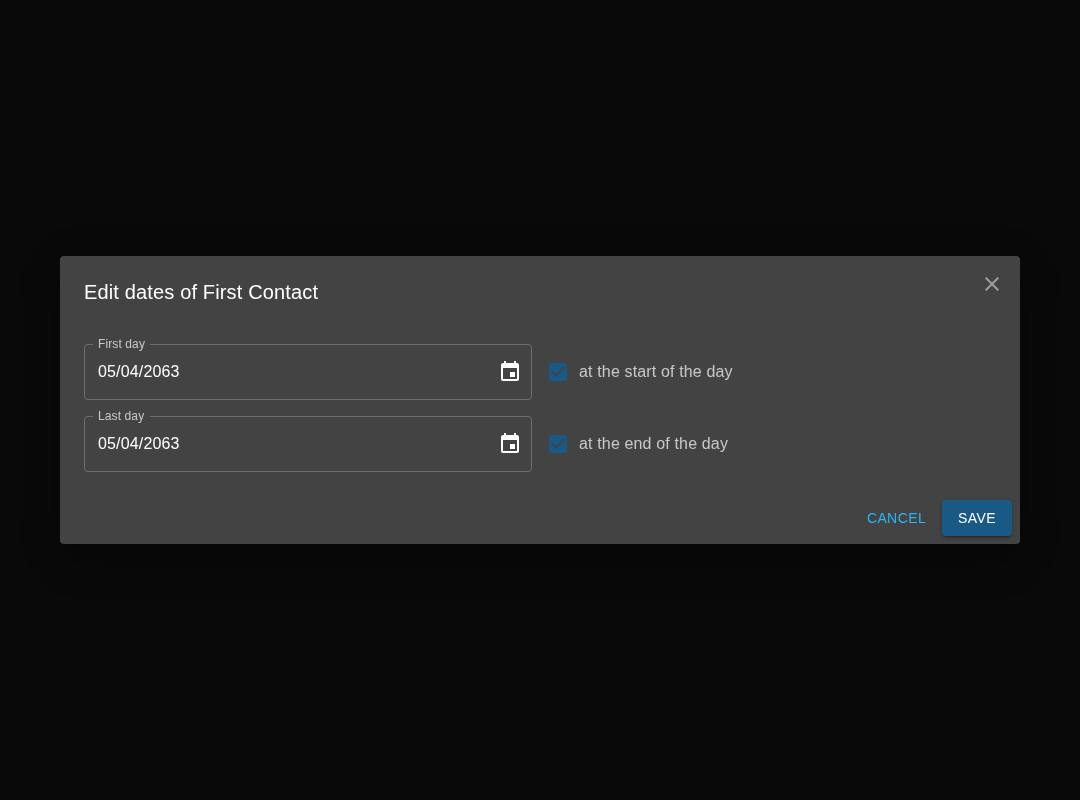 Edit dates of First Contact
First day
05/04/2063
at the start of the day
Last day
05/04/2063
at the end of the day
CANCEL
SAVE